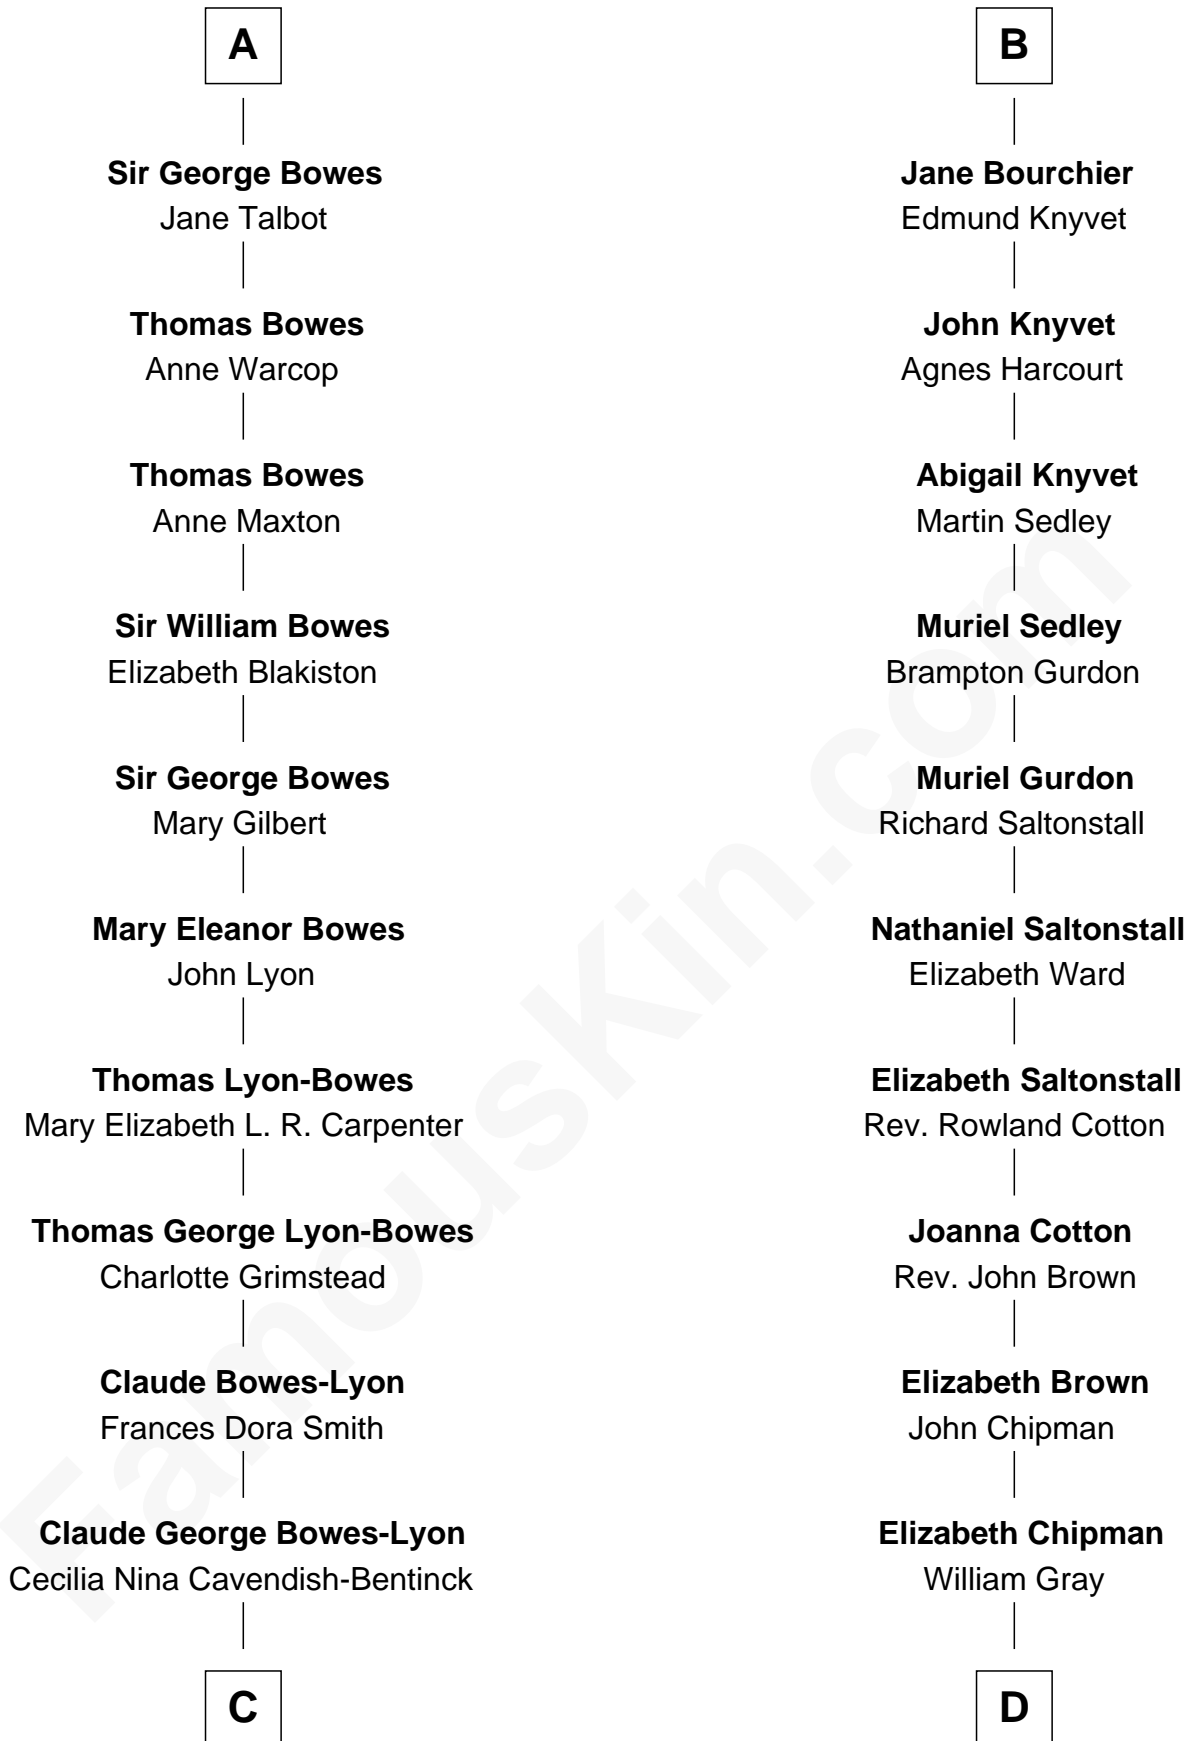 A
Sir George Bowes
Jane Talbot
Thomas Bowes
Anne Warcop
Thomas Bowes
Anne Maxton
Sir William Bowes
Elizabeth Blakiston
Sir George Bowes
Mary Gilbert
Mary Eleanor Bowes
John Lyon
Thomas Lyon-Bowes
Mary Elizabeth L. R. Carpenter
Thomas George Lyon-Bowes
Charlotte Grimstead
Claude Bowes-Lyon
Frances Dora Smith
Claude George Bowes-Lyon
Cecilia Nina Cavendish-Bentinck
C
B
Jane Bourchier
Edmund Knyvet
John Knyvet
Agnes Harcourt
Abigail Knyvet
Martin Sedley
Muriel Sedley
Brampton Gurdon
Muriel Gurdon
Richard Saltonstall
Nathaniel Saltonstall
Elizabeth Ward
Elizabeth Saltonstall
Rev. Rowland Cotton
Joanna Cotton
Rev. John Brown
Elizabeth Brown
John Chipman
Elizabeth Chipman
William Gray
D
FamousKin.com